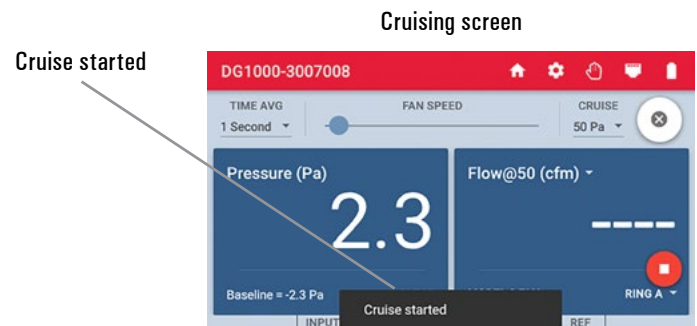 Cruising screen
Cruise started
DG1000-3007008
TIME AVG
FAN SPEED
CRUISE
1 Second
50 Pa
Pressure (Pa)
Flow@50 (cfm)
2.3
----
Baseline = -2.3 Pa
RING A
Cruise started
INPUT
REF